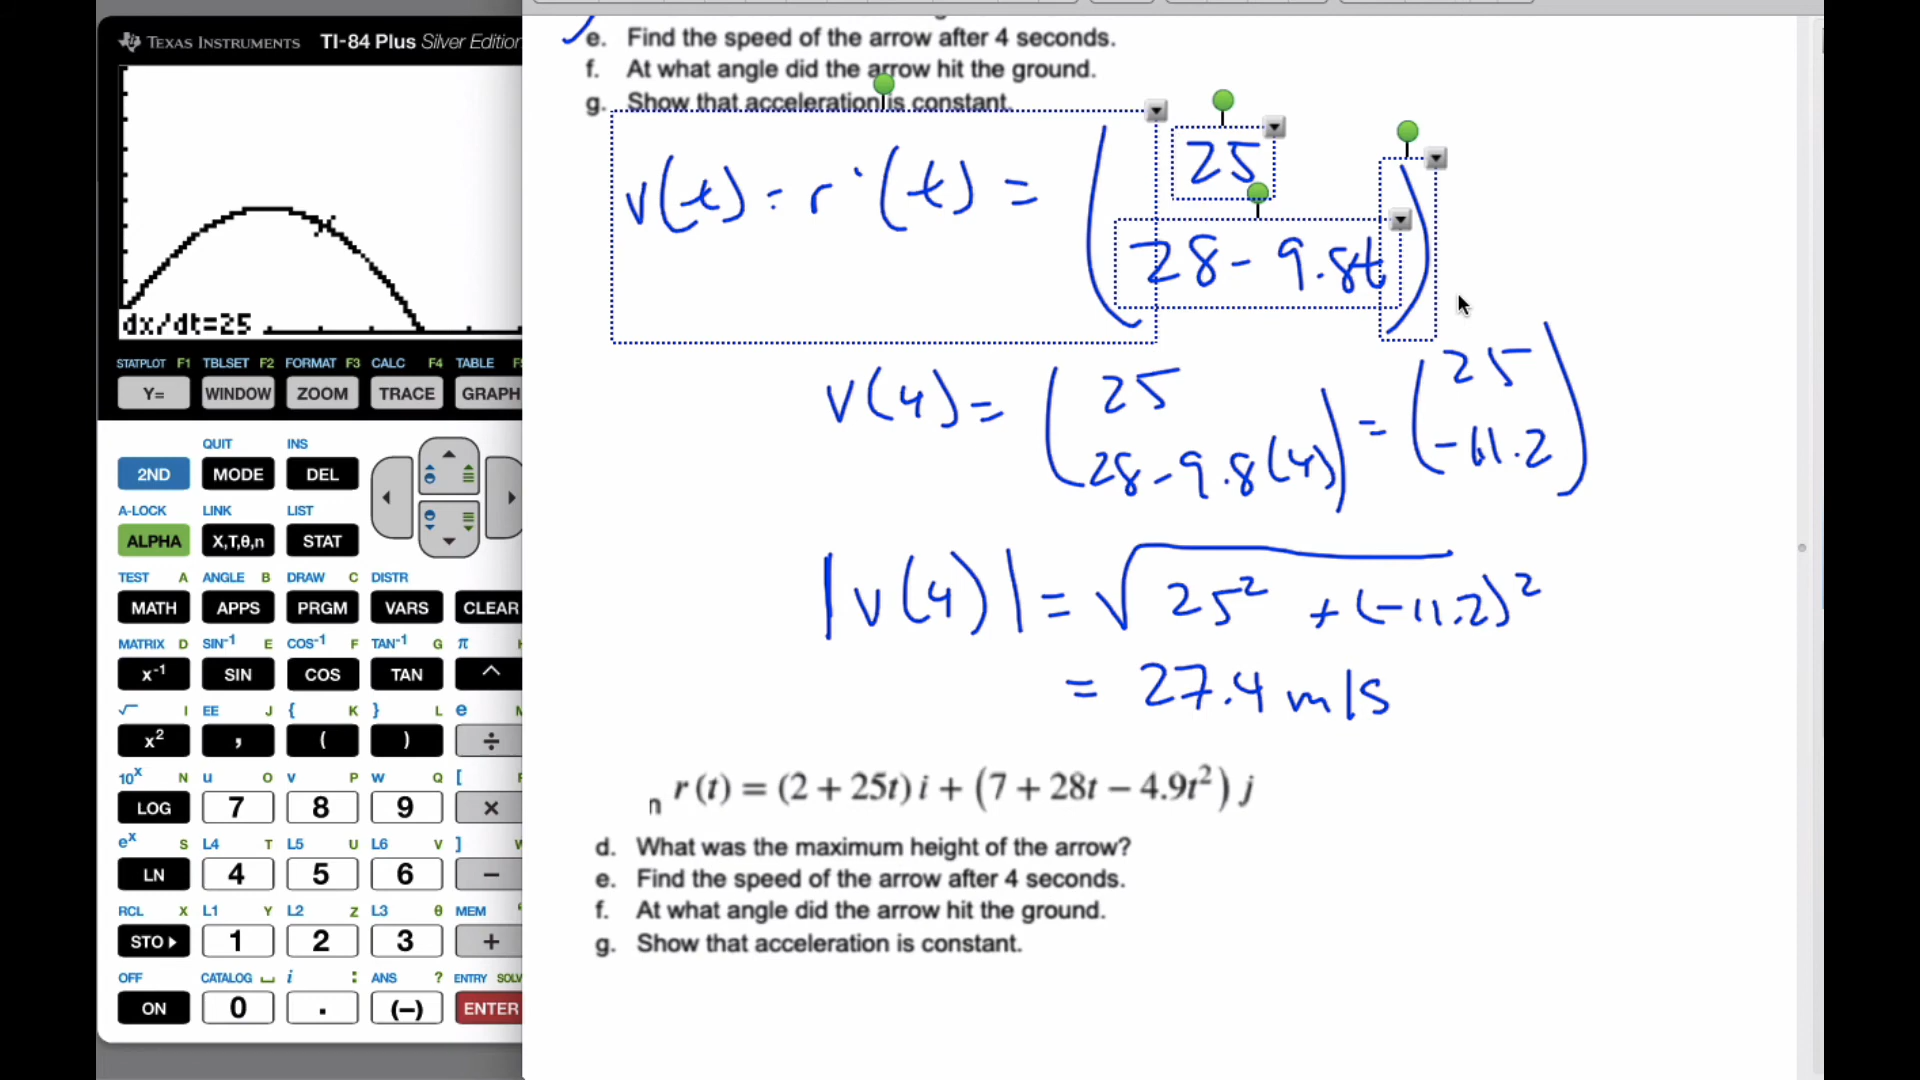 TEXAS INSTRUMENTS TI-84 Plus Silver Edition
dx/dt=25
STATPLOT F1 TBLSET F2 FORMAT F3 CALC F4 TABLE
Y= WINDOW ZOOM TRACE GRAPH
QUIT INS
2ND MODE DEL
A-LOCK LINK LIST
ALPHA X,T,θ,n STAT
TEST A ANGLE B DRAW C DISTR
MATH APPS PRGM VARS CLEAR
MATRIX D SIN⁻¹ E COS⁻¹ F TAN⁻¹ G π
x⁻¹ SIN COS TAN ^
√ I EE J { K } L e
x² , ( ) ÷
10ˣ N u O v P w Q [
LOG 7 8 9 ×
eˣ S L4 T L5 U L6 V ]
LN 4 5 6 −
RCL X L1 Y L2 Z L3 θ MEM
STO▸ 1 2 3 +
OFF CATALOG i : ANS ? ENTRY
ON 0 . (−) ENTER
e. Find the speed of the arrow after 4 seconds.
f. At what angle did the arrow hit the ground.
g. Show that acceleration is constant.
v(t) = r'(t) = ( 25
28 - 9.8t )
v(4) = ( 25
28 - 9.8(4) ) = ( 25
-11.2 )
|v(4)| = √25² + (-11.2)²
= 27.4 m/s
n r (t) = (2 + 25t) i + (7 + 28t − 4.9t²) j
d. What was the maximum height of the arrow?
e. Find the speed of the arrow after 4 seconds.
f. At what angle did the arrow hit the ground.
g. Show that acceleration is constant.